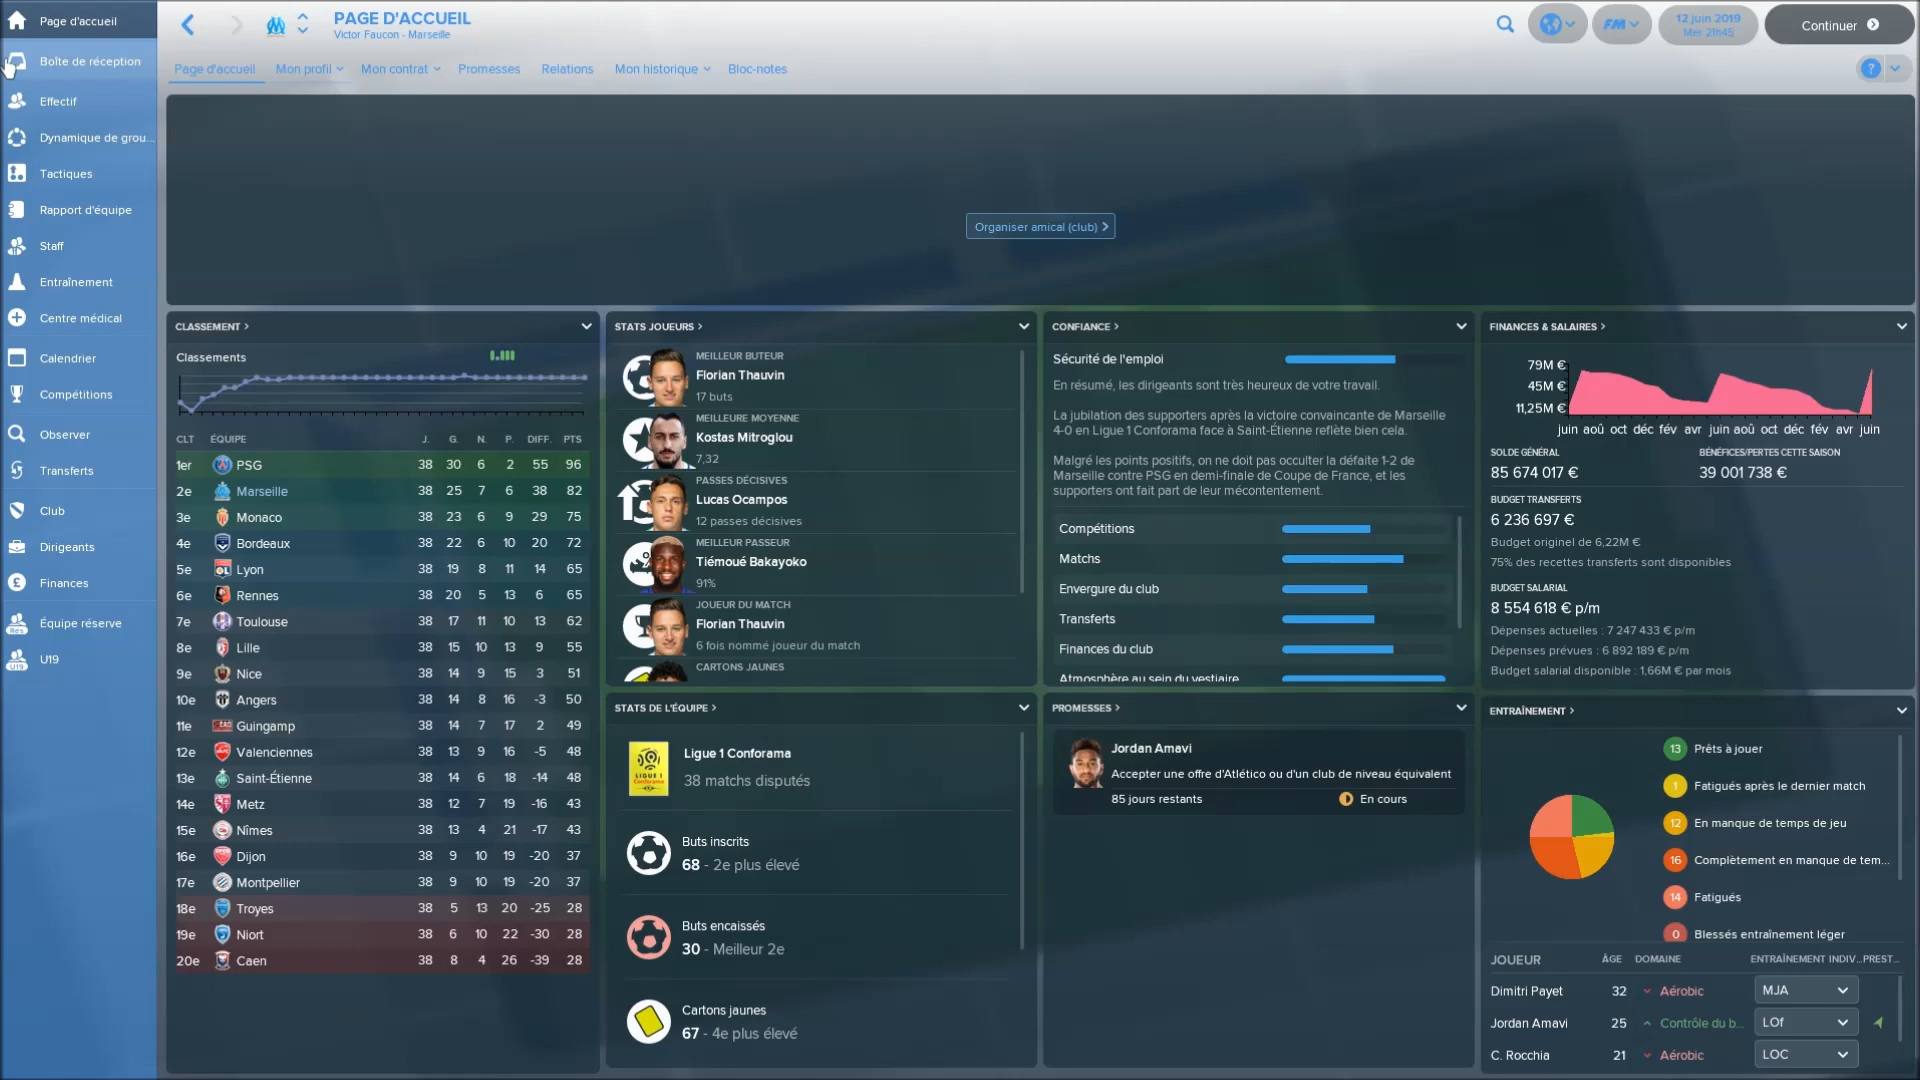 Page d'accueil
Boîte de réception
Effectif
Dynamique de grou...
Tactiques
Rapport d'équipe
Staff
Entraînement
Centre médical
Calendrier
Compétitions
Observer
Transferts
Club
Dirigeants
Finances
Équipe réserve
U19
PAGE D'ACCUEIL
Victor Faucon - Marseille
FM
12 juin 2019
Mer 21h45
Continuer
Page d'accueil Mon profil Mon contrat Promesses Relations Mon historique Bloc-notes
?
Organiser amical (club)
CLASSEMENT
Classements
CLT ÉQUIPE J. G. N. P. DIFF. PTS
1er PSG 38 30 6 2 55 96
2e Marseille 38 25 7 6 38 82
3e Monaco 38 23 6 9 29 75
4e Bordeaux 38 22 6 10 20 72
5e Lyon 38 19 8 11 14 65
6e Rennes 38 20 5 13 6 65
7e Toulouse 38 17 11 10 13 62
8e Lille 38 15 10 13 9 55
9e Nice 38 14 9 15 3 51
10e Angers 38 14 8 16 -3 50
11e Guingamp 38 14 7 17 2 49
12e Valenciennes 38 13 9 16 -5 48
13e Saint-Étienne 38 14 6 18 -14 48
14e Metz 38 12 7 19 -16 43
15e Nîmes 38 13 4 21 -17 43
16e Dijon 38 9 10 19 -20 37
17e Montpellier 38 9 10 19 -20 37
18e Troyes 38 5 13 20 -25 28
19e Niort 38 6 10 22 -30 28
20e Caen 38 8 4 26 -39 28
STATS JOUEURS
MEILLEUR BUTEUR
Florian Thauvin
17 buts
MEILLEURE MOYENNE
Kostas Mitroglou
7,32
PASSES DÉCISIVES
Lucas Ocampos
12 passes décisives
MEILLEUR PASSEUR
Tiémoué Bakayoko
91%
JOUEUR DU MATCH
Florian Thauvin
6 fois nommé joueur du match
CARTONS JAUNES
STATS DE L'ÉQUIPE
Ligue 1 Conforama
38 matchs disputés
Buts inscrits
68 - 2e plus élevé
Buts encaissés
30 - Meilleur 2e
Cartons jaunes
67 - 4e plus élevé
CONFIANCE
Sécurité de l'emploi
En résumé, les dirigeants sont très heureux de votre travail.
La jubilation des supporters après la victoire convaincante de Marseille
4-0 en Ligue 1 Conforama face à Saint-Étienne reflète bien cela.
Malgré les points positifs, on ne doit pas occulter la défaite 1-2 de
Marseille contre PSG en demi-finale de Coupe de France, et les
supporters ont fait part de leur mécontentement.
Compétitions
Matchs
Envergure du club
Transferts
Finances du club
Atmosphère au sein du vestiaire
PROMESSES
Jordan Amavi
Accepter une offre d'Atlético ou d'un club de niveau équivalent
85 jours restants En cours
FINANCES & SALAIRES
79M €
45M €
11,25M €
juin aoû oct déc fév avr juin aoû oct déc fév avr juin
SOLDE GÉNÉRAL BÉNÉFICES/PERTES CETTE SAISON
85 674 017 € 39 001 738 €
BUDGET TRANSFERTS
6 236 697 €
Budget originel de 6,22M €
75% des recettes transferts sont disponibles
BUDGET SALARIAL
8 554 618 € p/m
Dépenses actuelles : 7 247 433 € p/m
Dépenses prévues : 6 892 189 € p/m
Budget salarial disponible : 1,66M € par mois
ENTRAÎNEMENT
13 Prêts à jouer
1 Fatigués après le dernier match
12 En manque de temps de jeu
16 Complètement en manque de tem...
14 Fatigués
0 Blessés entraînement léger
JOUEUR ÂGE DOMAINE ENTRAÎNEMENT INDIV... PREST...
Dimitri Payet 32 Aérobic MJA
Jordan Amavi 25 Contrôle du b... LOf
C. Rocchia 21 Aérobic LOC